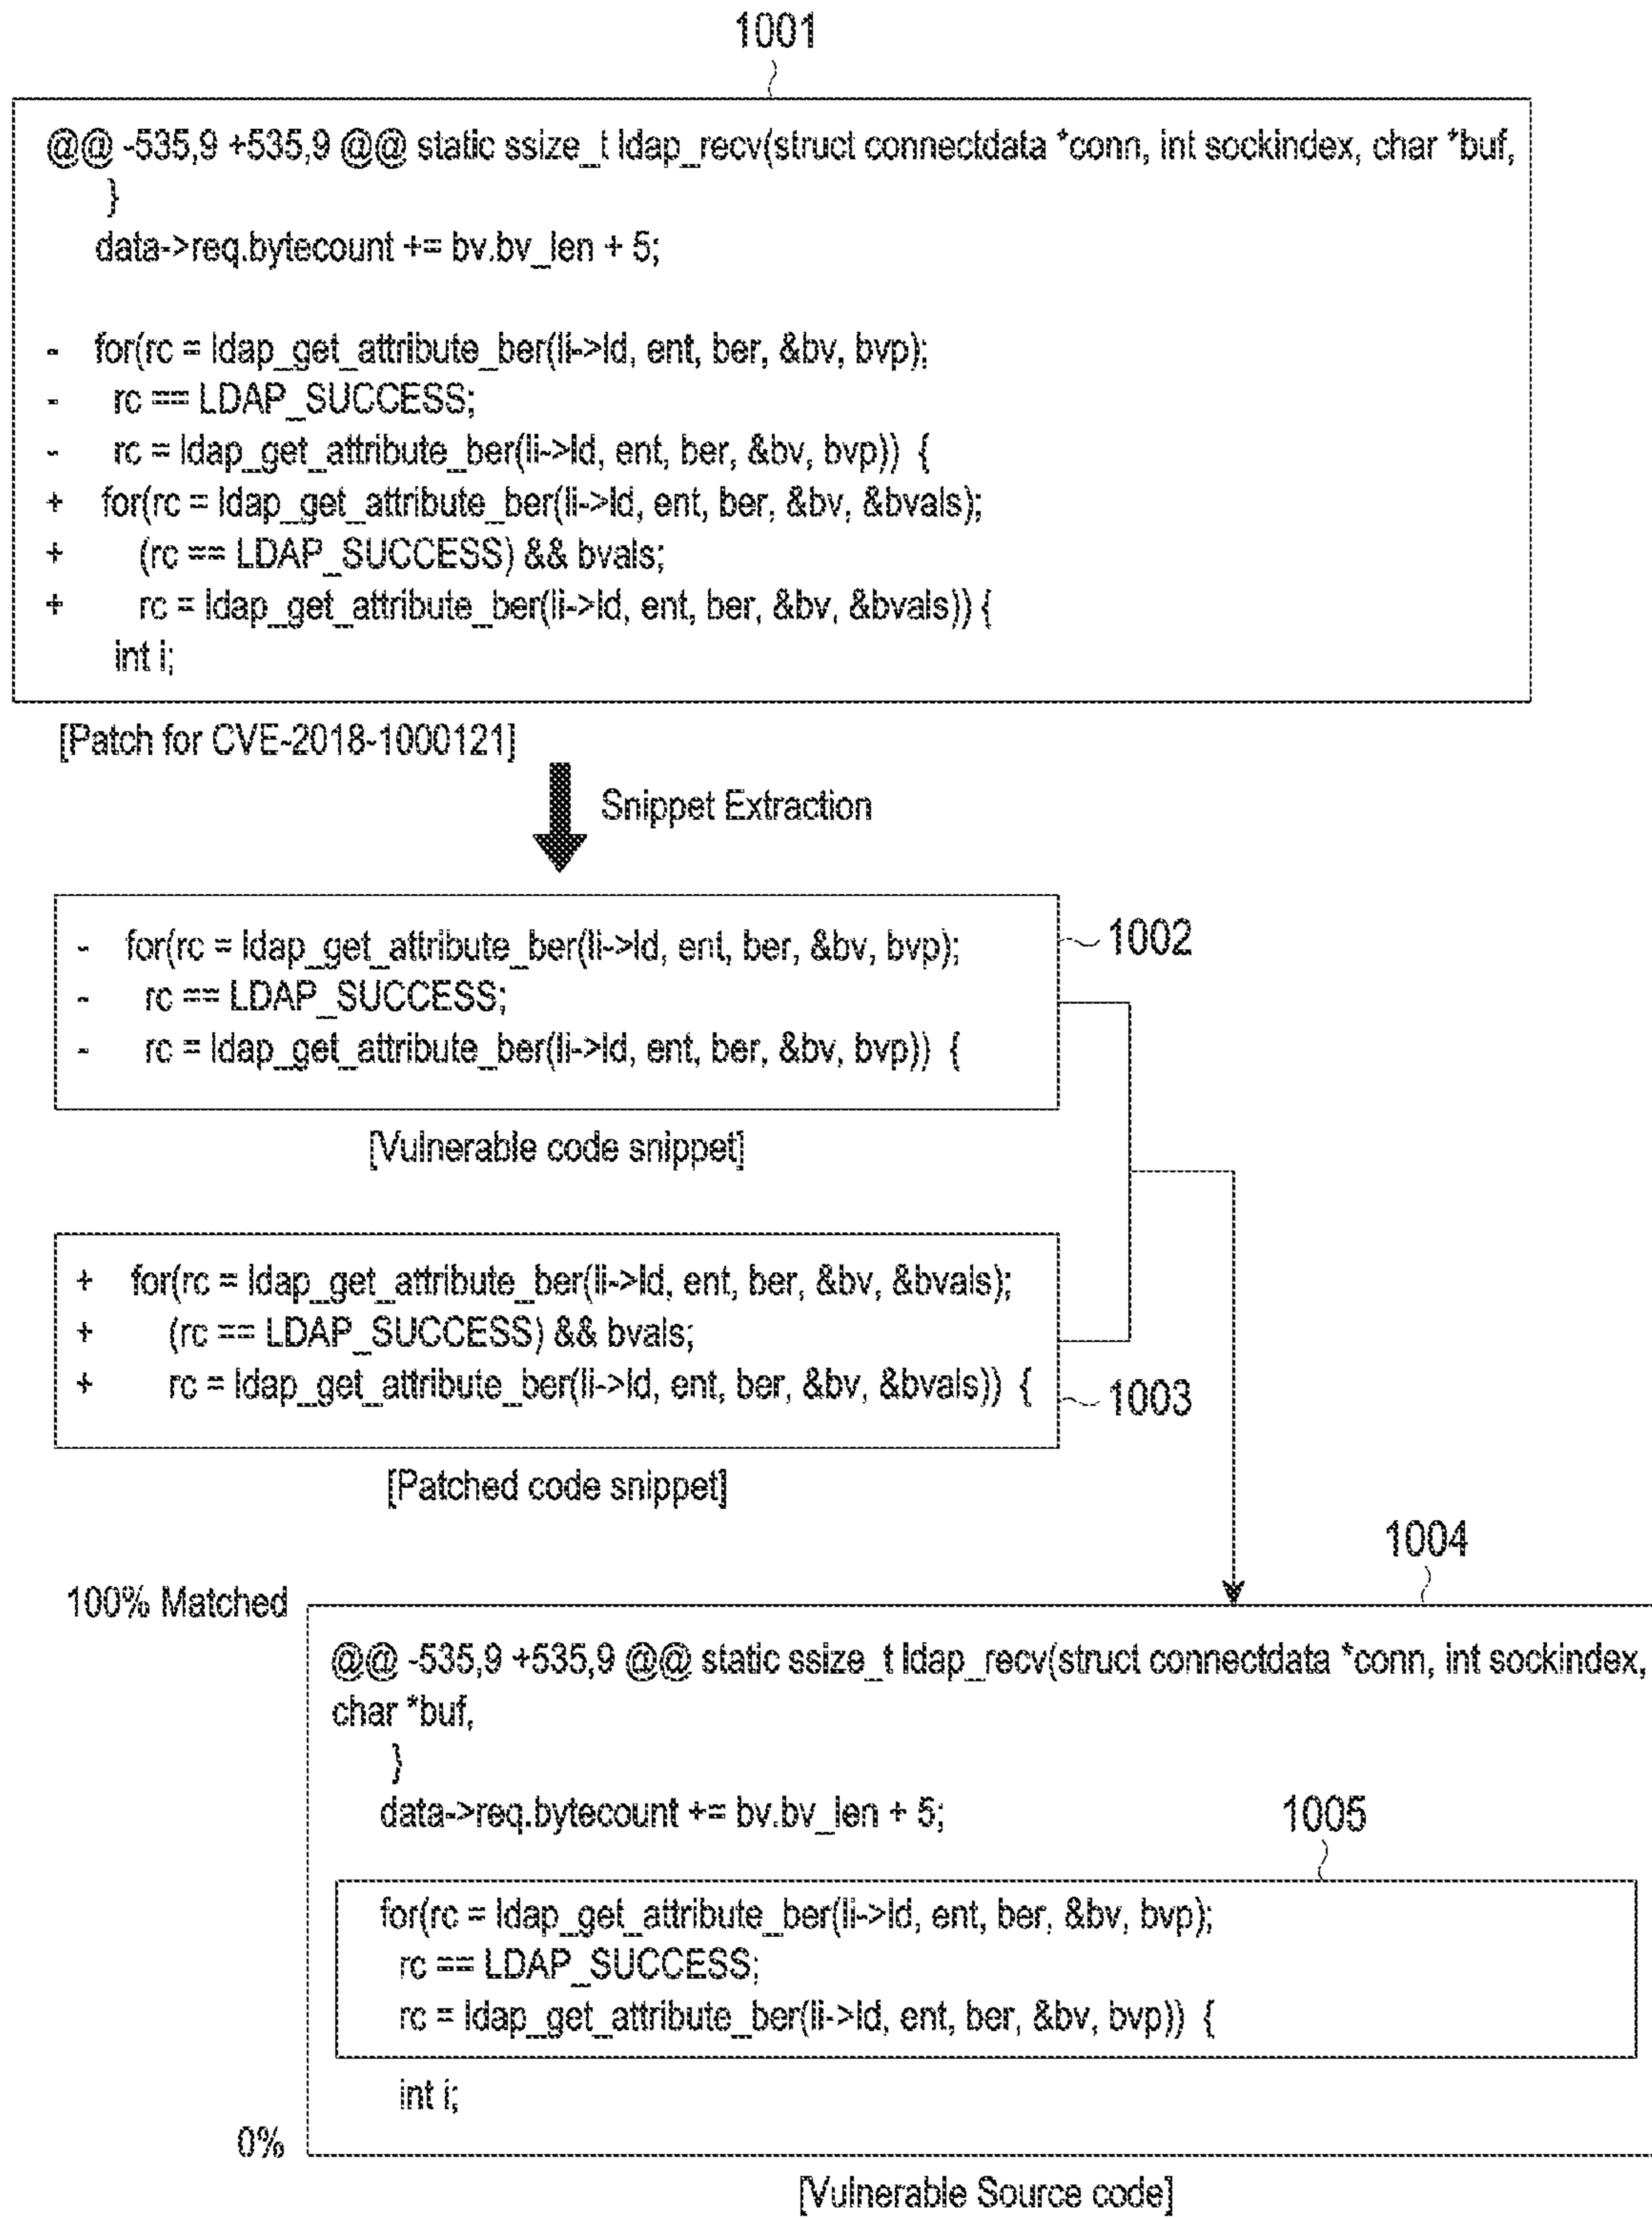 1001
@@ -535,9 +535,9 @@ static ssize_t ldap_recv(struct connectdata *conn, int sockindex, char *buf,
}
data->req.bytecount += bv.bv_len + 5;
- for(rc = ldap_get_attribute_ber(li->ld, ent, ber, &bv, bvp);
- rc == LDAP_SUCCESS;
- rc = ldap_get_attribute_ber(li->ld, ent, ber, &bv, bvp)) {
+ for(rc = ldap_get_attribute_ber(li->ld, ent, ber, &bv, &bvals);
+ (rc == LDAP_SUCCESS) && bvals;
+ rc = ldap_get_attribute_ber(li->ld, ent, ber, &bv, &bvals)) {
int i;
[Patch for CVE-2018-1000121]
Snippet Extraction
- for(rc = ldap_get_attribute_ber(li->ld, ent, ber, &bv, bvp);
- rc == LDAP_SUCCESS;
- rc = ldap_get_attribute_ber(li->ld, ent, ber, &bv, bvp)) {
1002
[Vulnerable code snippet]
+ for(rc = ldap_get_attribute_ber(li->ld, ent, ber, &bv, &bvals);
+ (rc == LDAP_SUCCESS) && bvals;
+ rc = ldap_get_attribute_ber(li->ld, ent, ber, &bv, &bvals)) {
1003
[Patched code snippet]
1004
100% Matched
@@ -535,9 +535,9 @@ static ssize_t ldap_recv(struct connectdata *conn, int sockindex,
char *buf,
}
data->req.bytecount += bv.bv_len + 5;
1005
for(rc = ldap_get_attribute_ber(li->ld, ent, ber, &bv, bvp);
rc == LDAP_SUCCESS;
rc = ldap_get_attribute_ber(li->ld, ent, ber, &bv, bvp)) {
int i;
0%
[Vulnerable Source code]